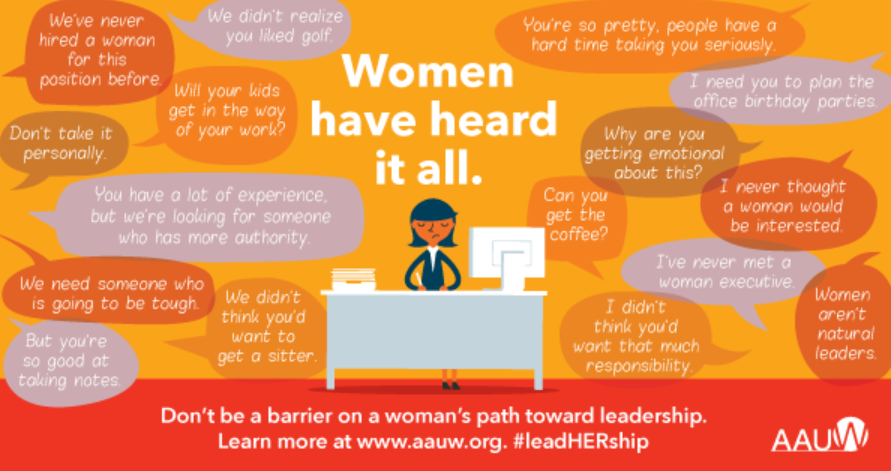 We've never
hired a woman
for this
position before.
We didn't realize
you liked golf.
Will your kids
get in the way
of your work?
Don't take it
personally.
You have a lot of experience,
but we're looking for someone
who has more authority.
We need someone who
is going to be tough.
We didn't
think you'd
want to
get a sitter.
But you're
so good at
taking notes.
Women
have heard
it all.
You're so pretty, people have a
hard time taking you seriously.
I need you to plan the
office birthday parties.
Why are you
getting emotional
about this?
I never thought
a woman would
be interested.
Can you
get the
coffee?
I've never met a
woman executive.
I didn't
think you'd
want that much
responsibility.
Women
aren't
natural
leaders.
Don't be a barrier on a woman's path toward leadership.
Learn more at www.aauw.org. #leadHERship
AAUW